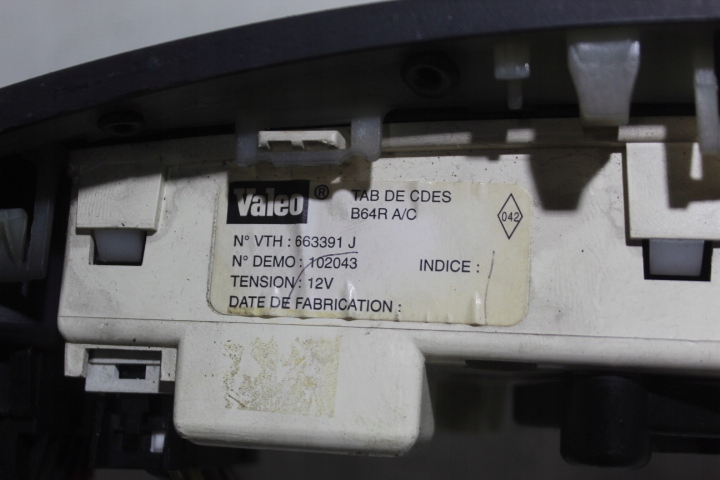 Valeo ® TAB DE CDES
B64R A/C
042
N° VTH : 663391 J
N° DEMO : 102043 INDICE :
TENSION : 12V
DATE DE FABRICATION :